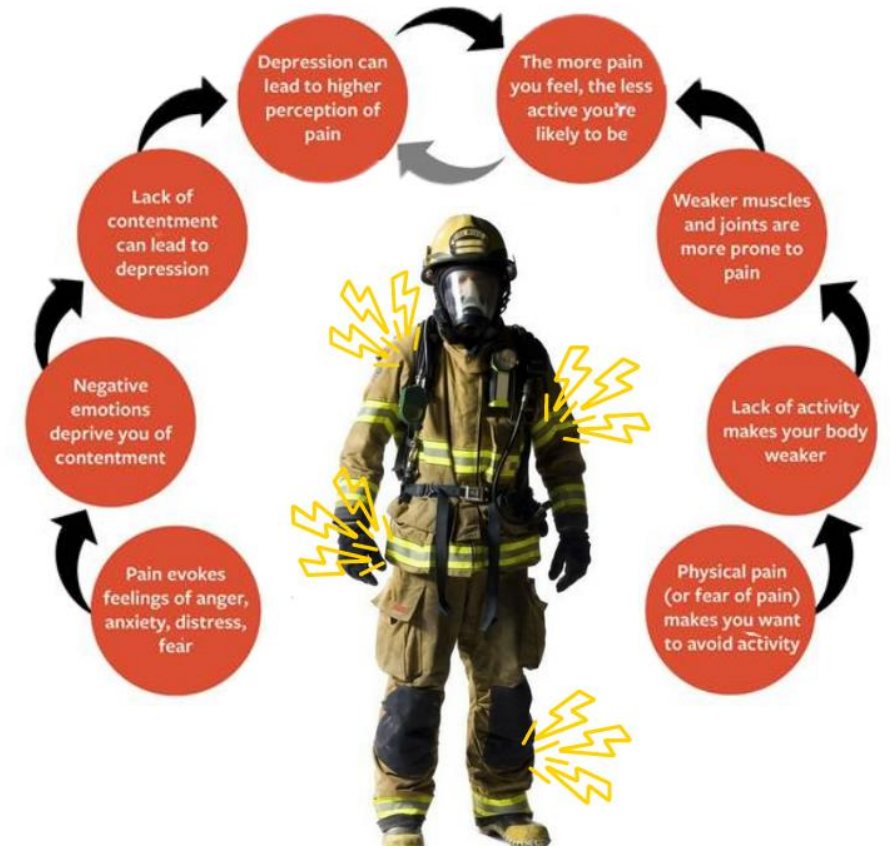 Depression can
lead to higher
perception of
pain
The more pain
you feel, the less
active you're
likely to be
Lack of
contentment
can lead to
depression
Weaker muscles
and joints are
more prone to
pain
Negative
emotions
deprive you of
contentment
Lack of activity
makes your body
weaker
Pain evokes
feelings of anger,
anxiety, distress,
fear
Physical pain
(or fear of pain)
makes you want
to avoid activity